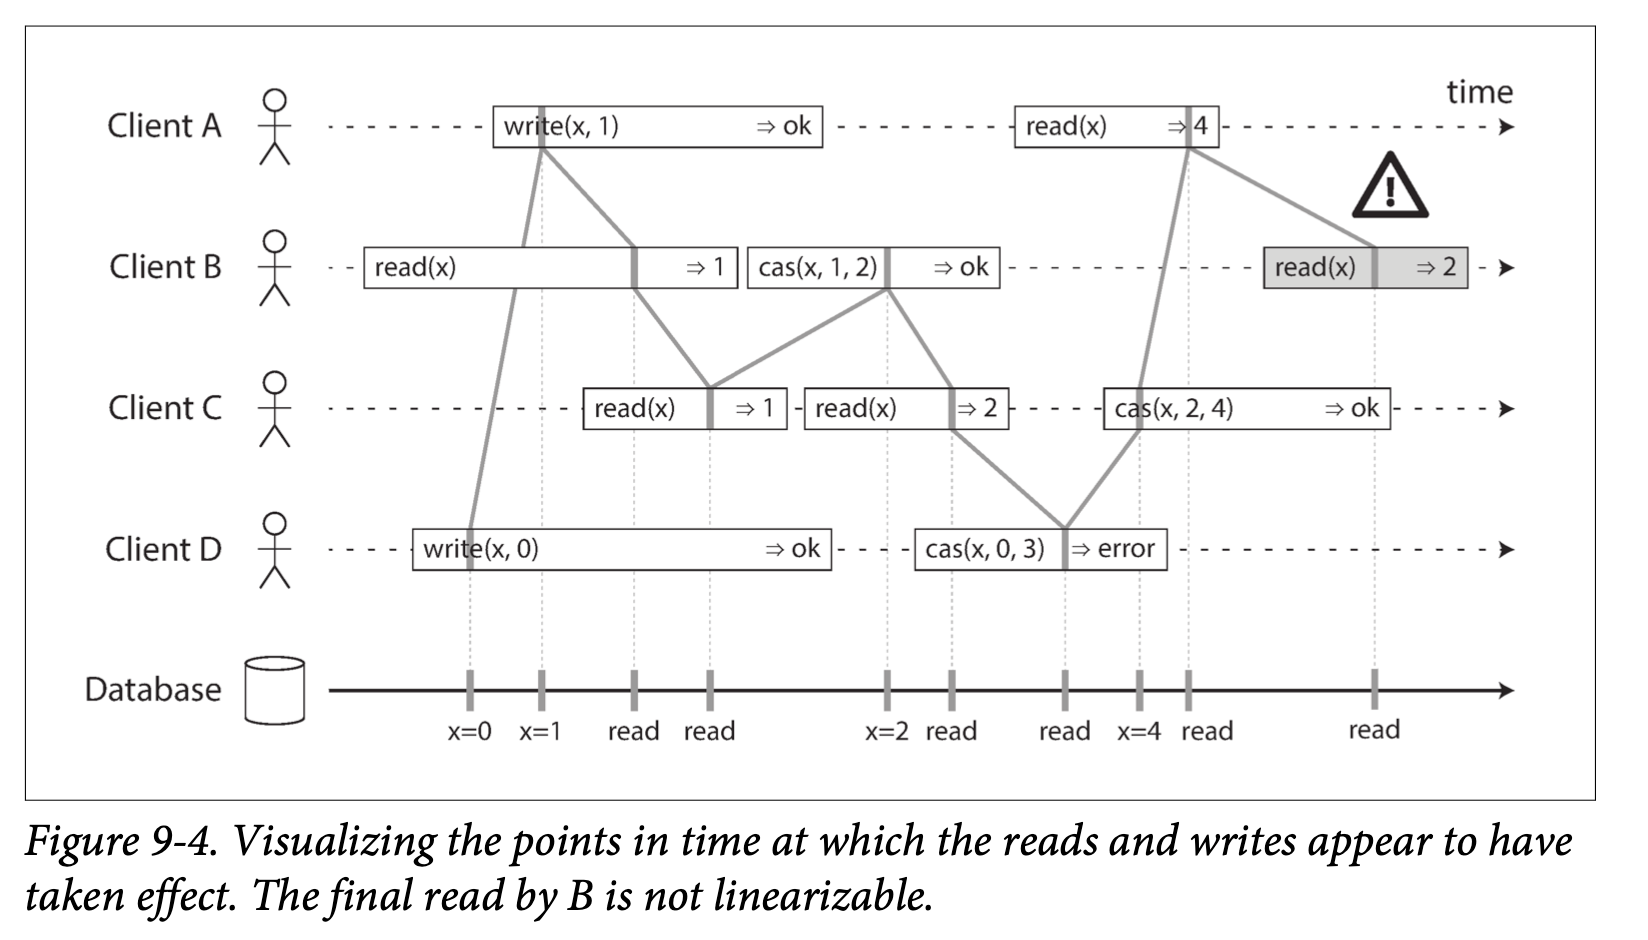 time
Client A
write(x, 1) ⇒ ok
read(x) ⇒ 4
!
Client B
read(x) ⇒ 1
cas(x, 1, 2) ⇒ ok
read(x) ⇒ 2
Client C
read(x) ⇒ 1
read(x) ⇒ 2
cas(x, 2, 4) ⇒ ok
Client D
write(x, 0) ⇒ ok
cas(x, 0, 3) ⇒ error
Database
x=0 x=1 read read x=2 read read x=4 read read
Figure 9-4. Visualizing the points in time at which the reads and writes appear to have
taken effect. The final read by B is not linearizable.